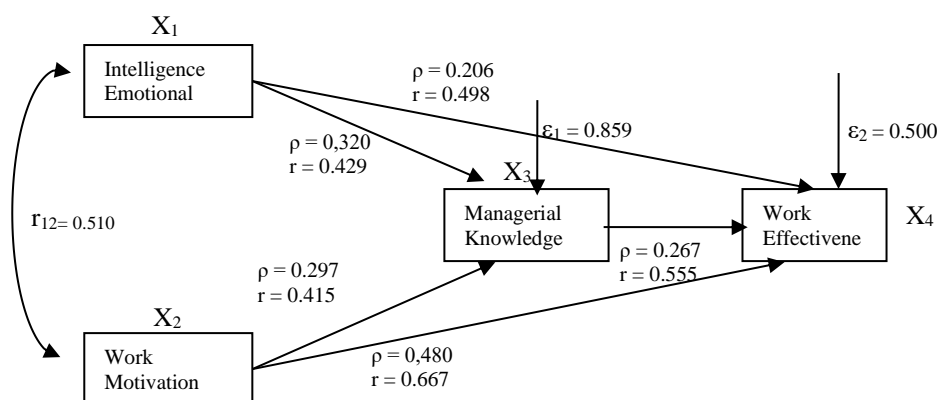 X₁
Intelligence
Emotional
ρ = 0.206
r = 0.498
ε₁ = 0.859
ε₂ = 0.500
ρ = 0,320
r = 0.429
X₃
Managerial
Knowledge
Work
Effectivene
X₄
r₁₂₌ ₀.₅₁₀
ρ = 0.267
r = 0.555
ρ = 0.297
r = 0.415
X₂
Work
Motivation
ρ = 0,480
r = 0.667